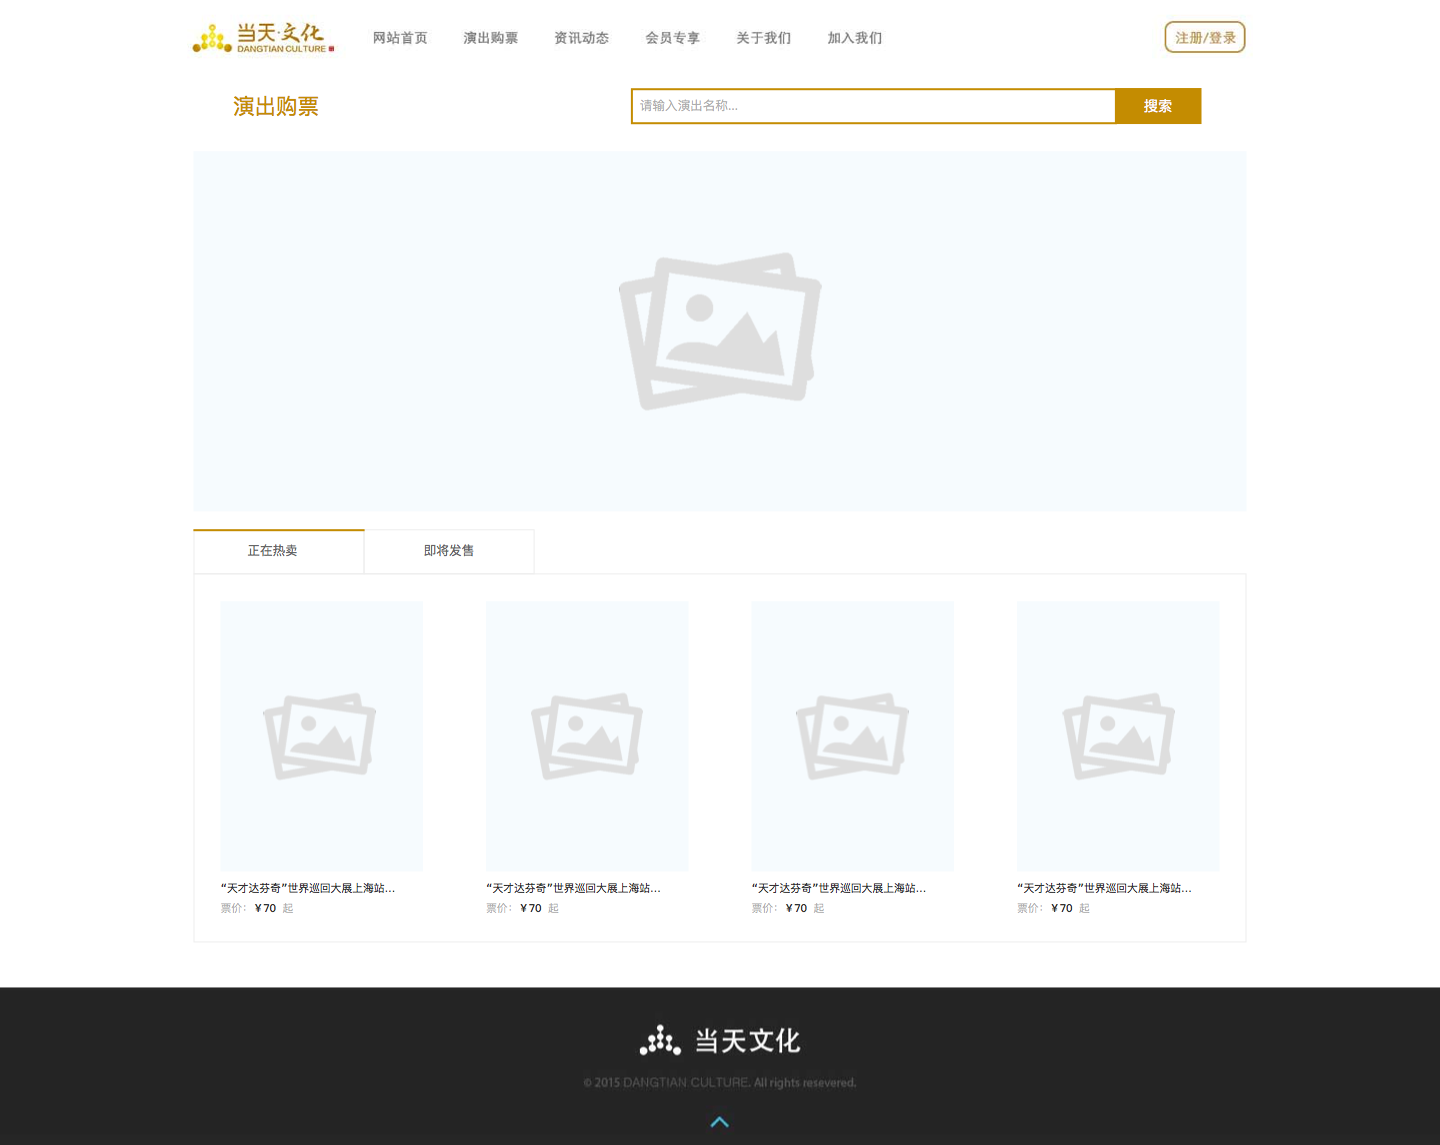 当天·文化
DANGTIAN CULTURE
网站首页 演出购票 资讯动态 会员专享 关于我们 加入我们 注册/登录
演出购票 请输入演出名称... 搜索
正在热卖 即将发售
“天才达芬奇”世界巡回大展上海站... “天才达芬奇”世界巡回大展上海站... “天才达芬奇”世界巡回大展上海站... “天才达芬奇”世界巡回大展上海站...
票价： ¥70 起 票价： ¥70 起 票价： ¥70 起 票价： ¥70 起
当天文化
© 2015 DANGTIAN CULTURE. All rights resevered.